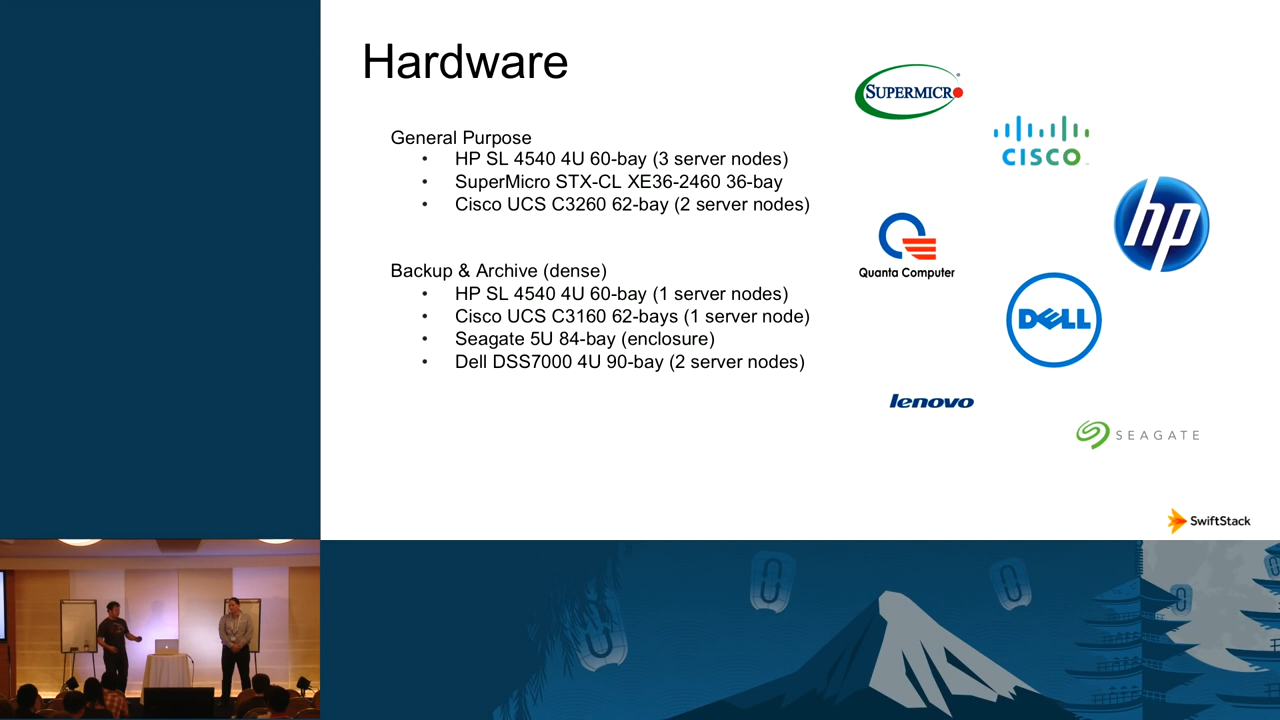 Hardware
General Purpose
• HP SL 4540 4U 60-bay (3 server nodes)
• SuperMicro STX-CL XE36-2460 36-bay
• Cisco UCS C3260 62-bay (2 server nodes)
Backup & Archive (dense)
• HP SL 4540 4U 60-bay (1 server nodes)
• Cisco UCS C3160 62-bays (1 server node)
• Seagate 5U 84-bay (enclosure)
• Dell DSS7000 4U 90-bay (2 server nodes)
SUPERMICRO
CISCO
hp
Quanta Computer
DELL
lenovo
SEAGATE
SwiftStack